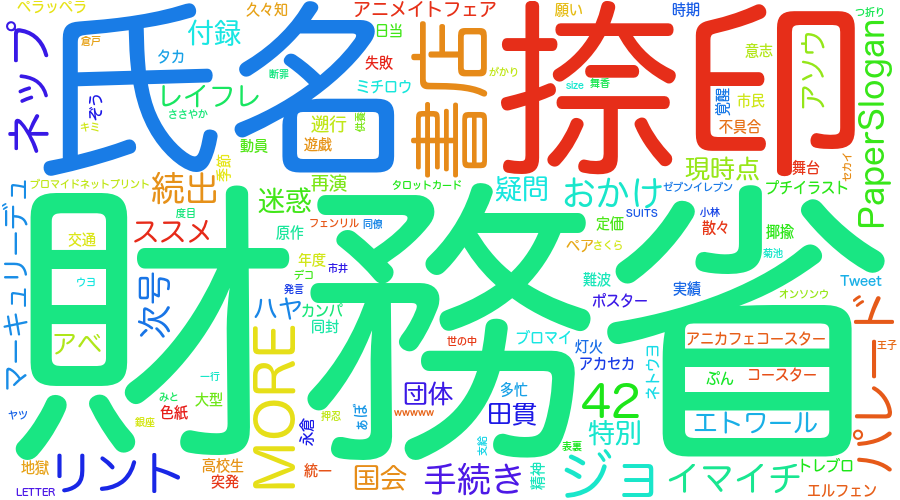 ベラッベラ
久々知
アニメイトフェア
願い
時期
つ折り
ネップ
倉戸
タカ
氏名
付録
日当
書店
がかり
捺印
意志
アソウ
PaperSlogan
断罪
失敗
ミチロウ
size
舞香
ぞう
レイフレ
覚醒
市民
キミ
ささやか
遡行
供養
動員
遊戯
不具合
セカイ
季節
再演
現時点
舞台
ブロマイドネットプリント
続出
タロットカード
疑問
おかけ
セブンイレブン
プチイラスト
迷惑
度目
フェンリル
同僚
定価
SUITS
小林
散々
ススメ
原作
ペア
さくら
揶揄
交通
年度
菊池
マーキュリーデュ
財務省
デコ
市井
難波
Tweet
ウヨ
次号
発言
実績
オンソンウ
ハヤ
カンパ
ポスター
同封
アベ
MORE
世の中
ブロマイ
灯火
アニカフェコースター
王子
アカセカ
ネトウヨ
パレード
一行
ぷん
コースター
団体
多忙
みと
大型
ヤツ
色紙
押忍
あぽ
wwwww
田貫
42
エトワール
銀座
永倉
支給
特別
表裏
地獄
リント
高校生
統一
国会
手続き
精神
ジョ
イマイチ
トレブロ
突発
LETTER
エルフェン